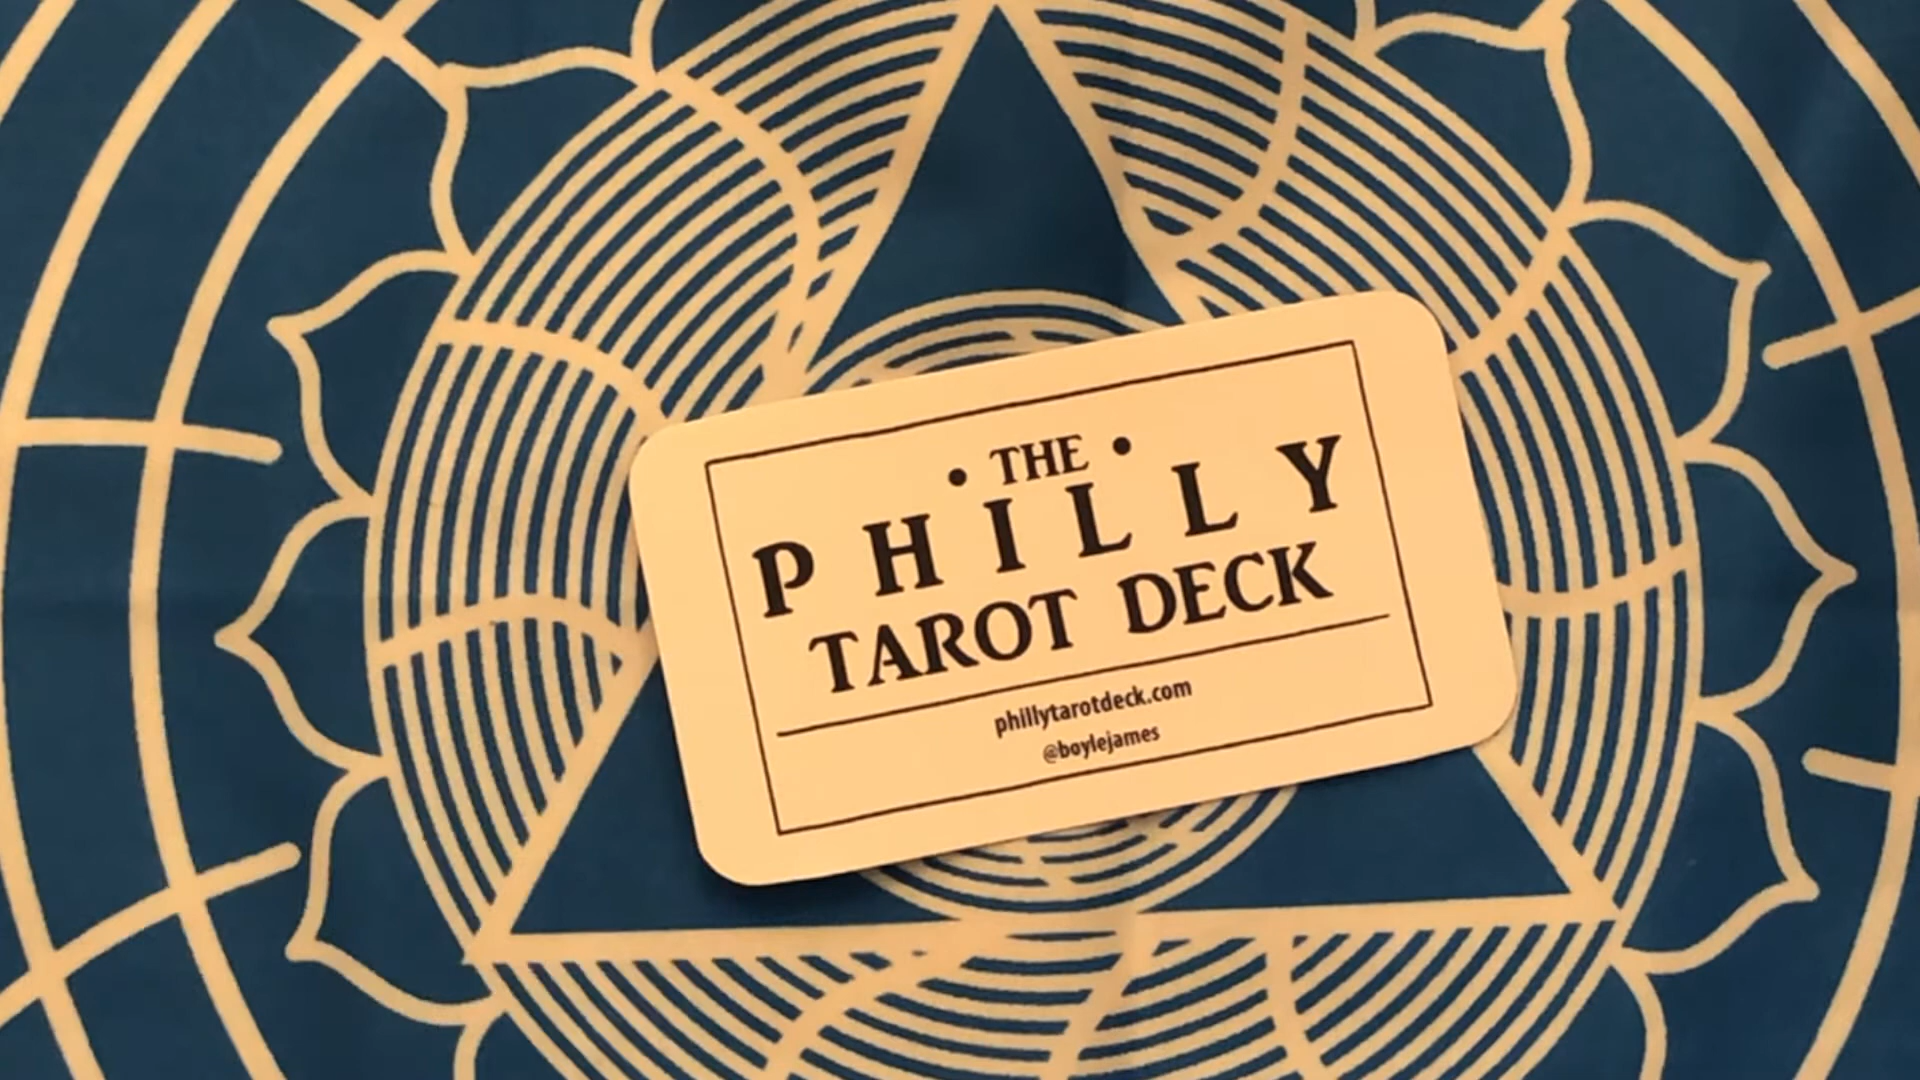 • THE •
PHILLY
TAROT DECK
phillytarotdeck.com
@boylejames